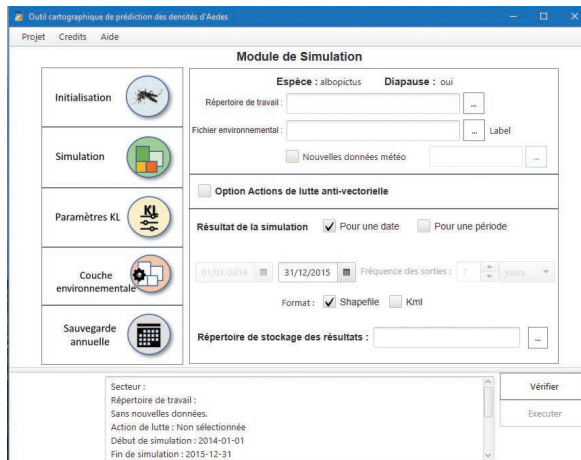 Outil cartographique de prédiction des densités d'Aedes
Projet Credits Aide
Module de Simulation
Initialisation
Simulation
Paramètres KL
KL
Couche
environnementale
Sauvegarde
annuelle
Espèce : albopictus Diapause : oui
Répertoire de travail : ...
Fichier environnemental : ... Label
Nouvelles données météo ...
Option Actions de lutte anti-vectorielle
Résultat de la simulation Pour une date Pour une période
01/01/2014 31/12/2015 Fréquence des sorties : 7 jours
Format : Shapefile Kml
Répertoire de stockage des résultats : ...
Secteur :
Répertoire de travail :
Sans nouvelles données.
Action de lutte : Non sélectionnée
Début de simulation : 2014-01-01
Fin de simulation : 2015-12-31
Vérifier
Executer